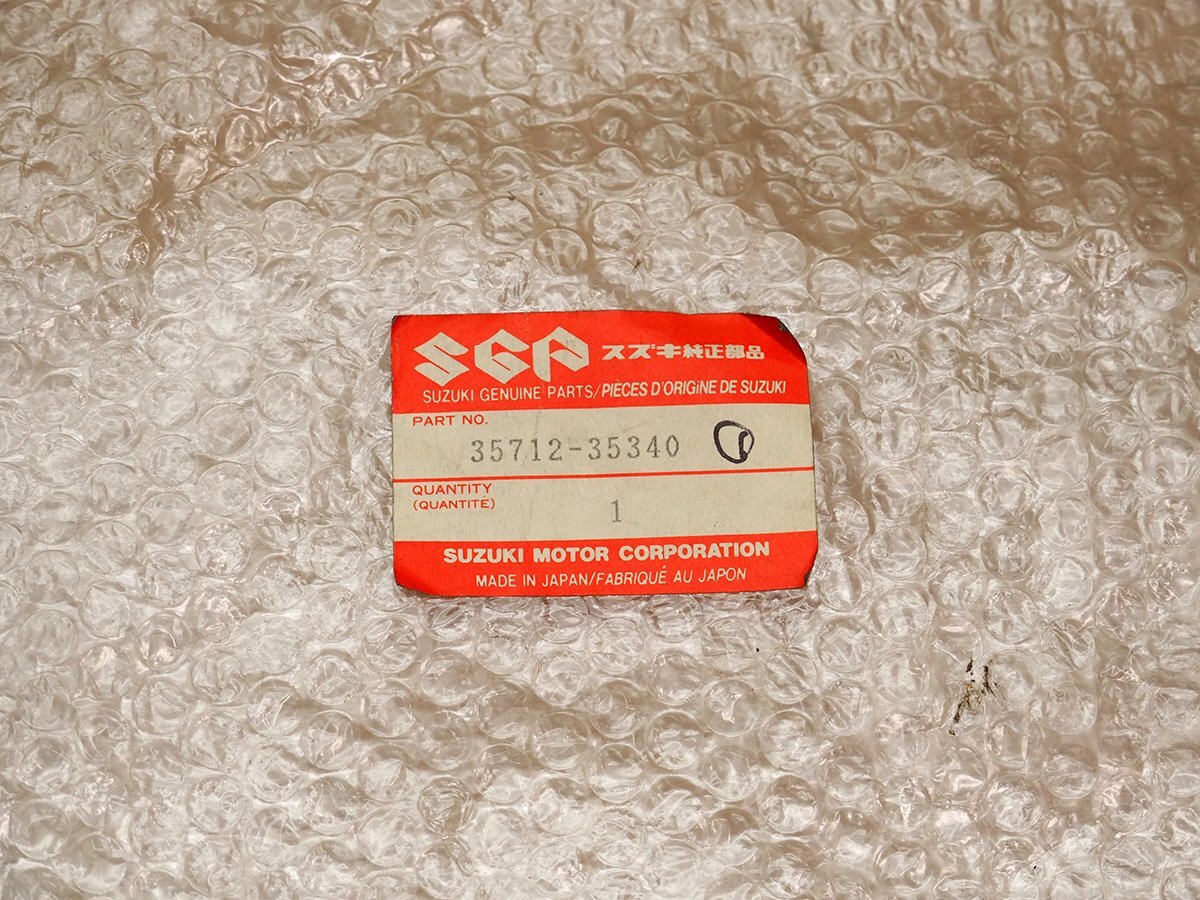 SGP スズキ純正部品
SUZUKI GENUINE PARTS/PIÈCES D'ORIGINE DE SUZUKI
PART NO.
35712-35340
QUANTITY
(QUANTITÉ)
1
SUZUKI MOTOR CORPORATION
MADE IN JAPAN/FABRIQUÉ AU JAPON